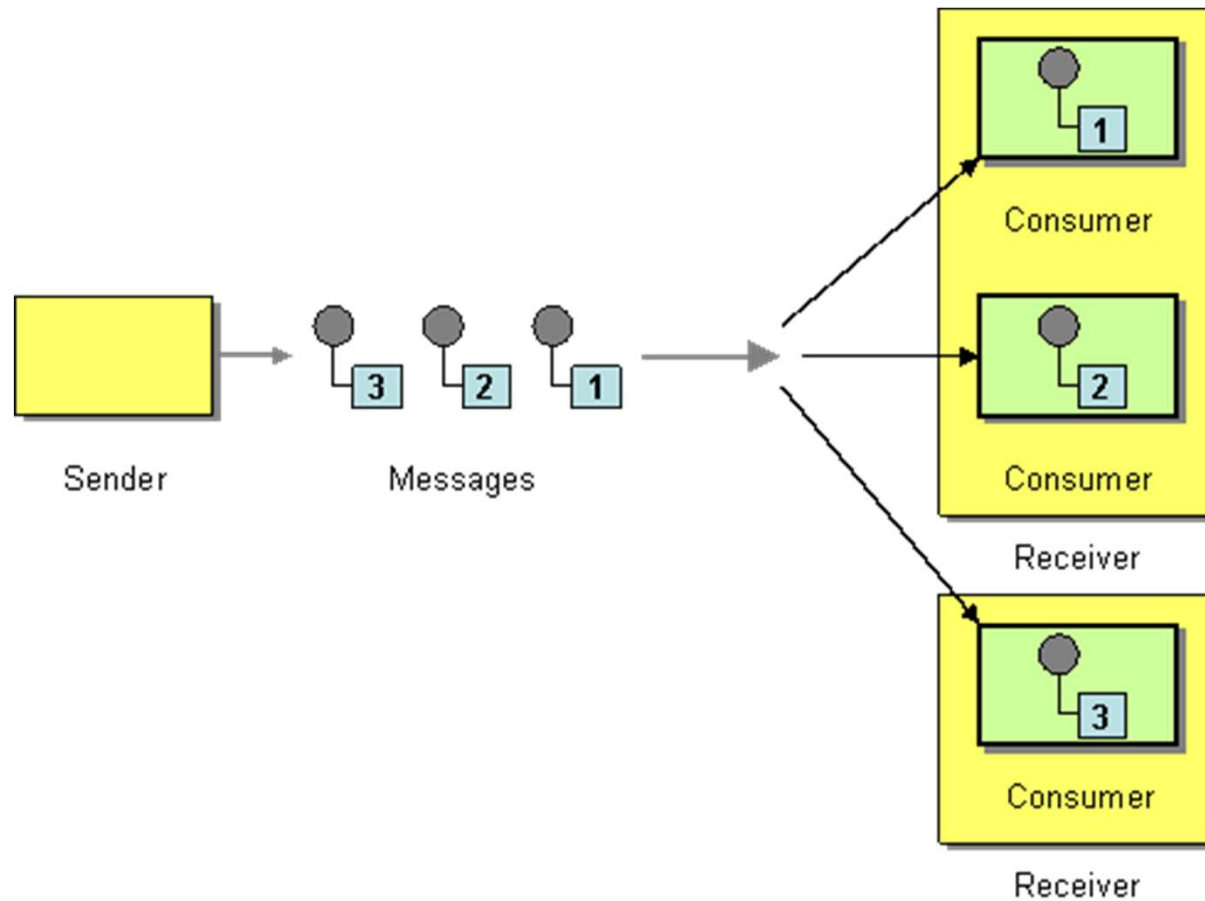 1
Consumer
2
Consumer
Receiver
3 2 1
Sender Messages
3
Consumer
Receiver